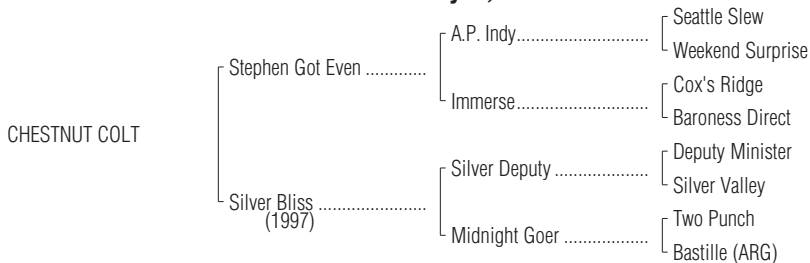 Seattle Slew
A.P. Indy
Weekend Surprise
Stephen Got Even
Cox's Ridge
Immerse
Baroness Direct
CHESTNUT COLT
Deputy Minister
Silver Deputy
Silver Valley
Silver Bliss
(1997)
Two Punch
Midnight Goer
Bastille (ARG)